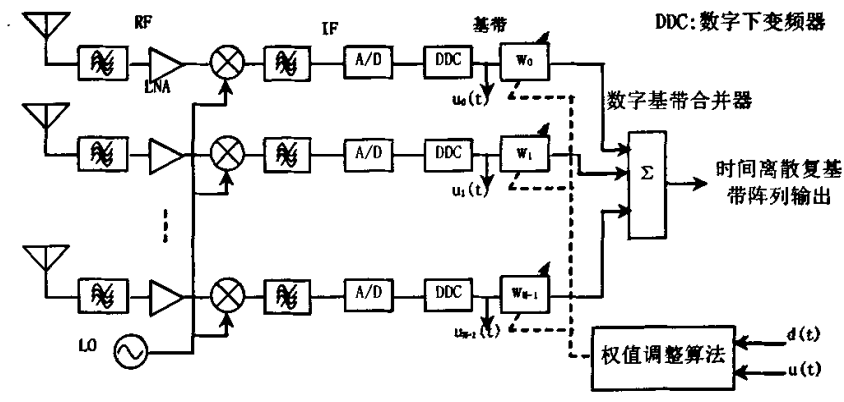 RF
IF
基带
DDC:数字下变频器
LNA
A/D
DDC
W₀
u₀(t)
数字基带合并器
A/D
DDC
W₁
u₁(t)
Σ
时间离散复基
带阵列输出
A/D
DDC
W_{M-1}
LO
权值调整算法
d(t)
u(t)